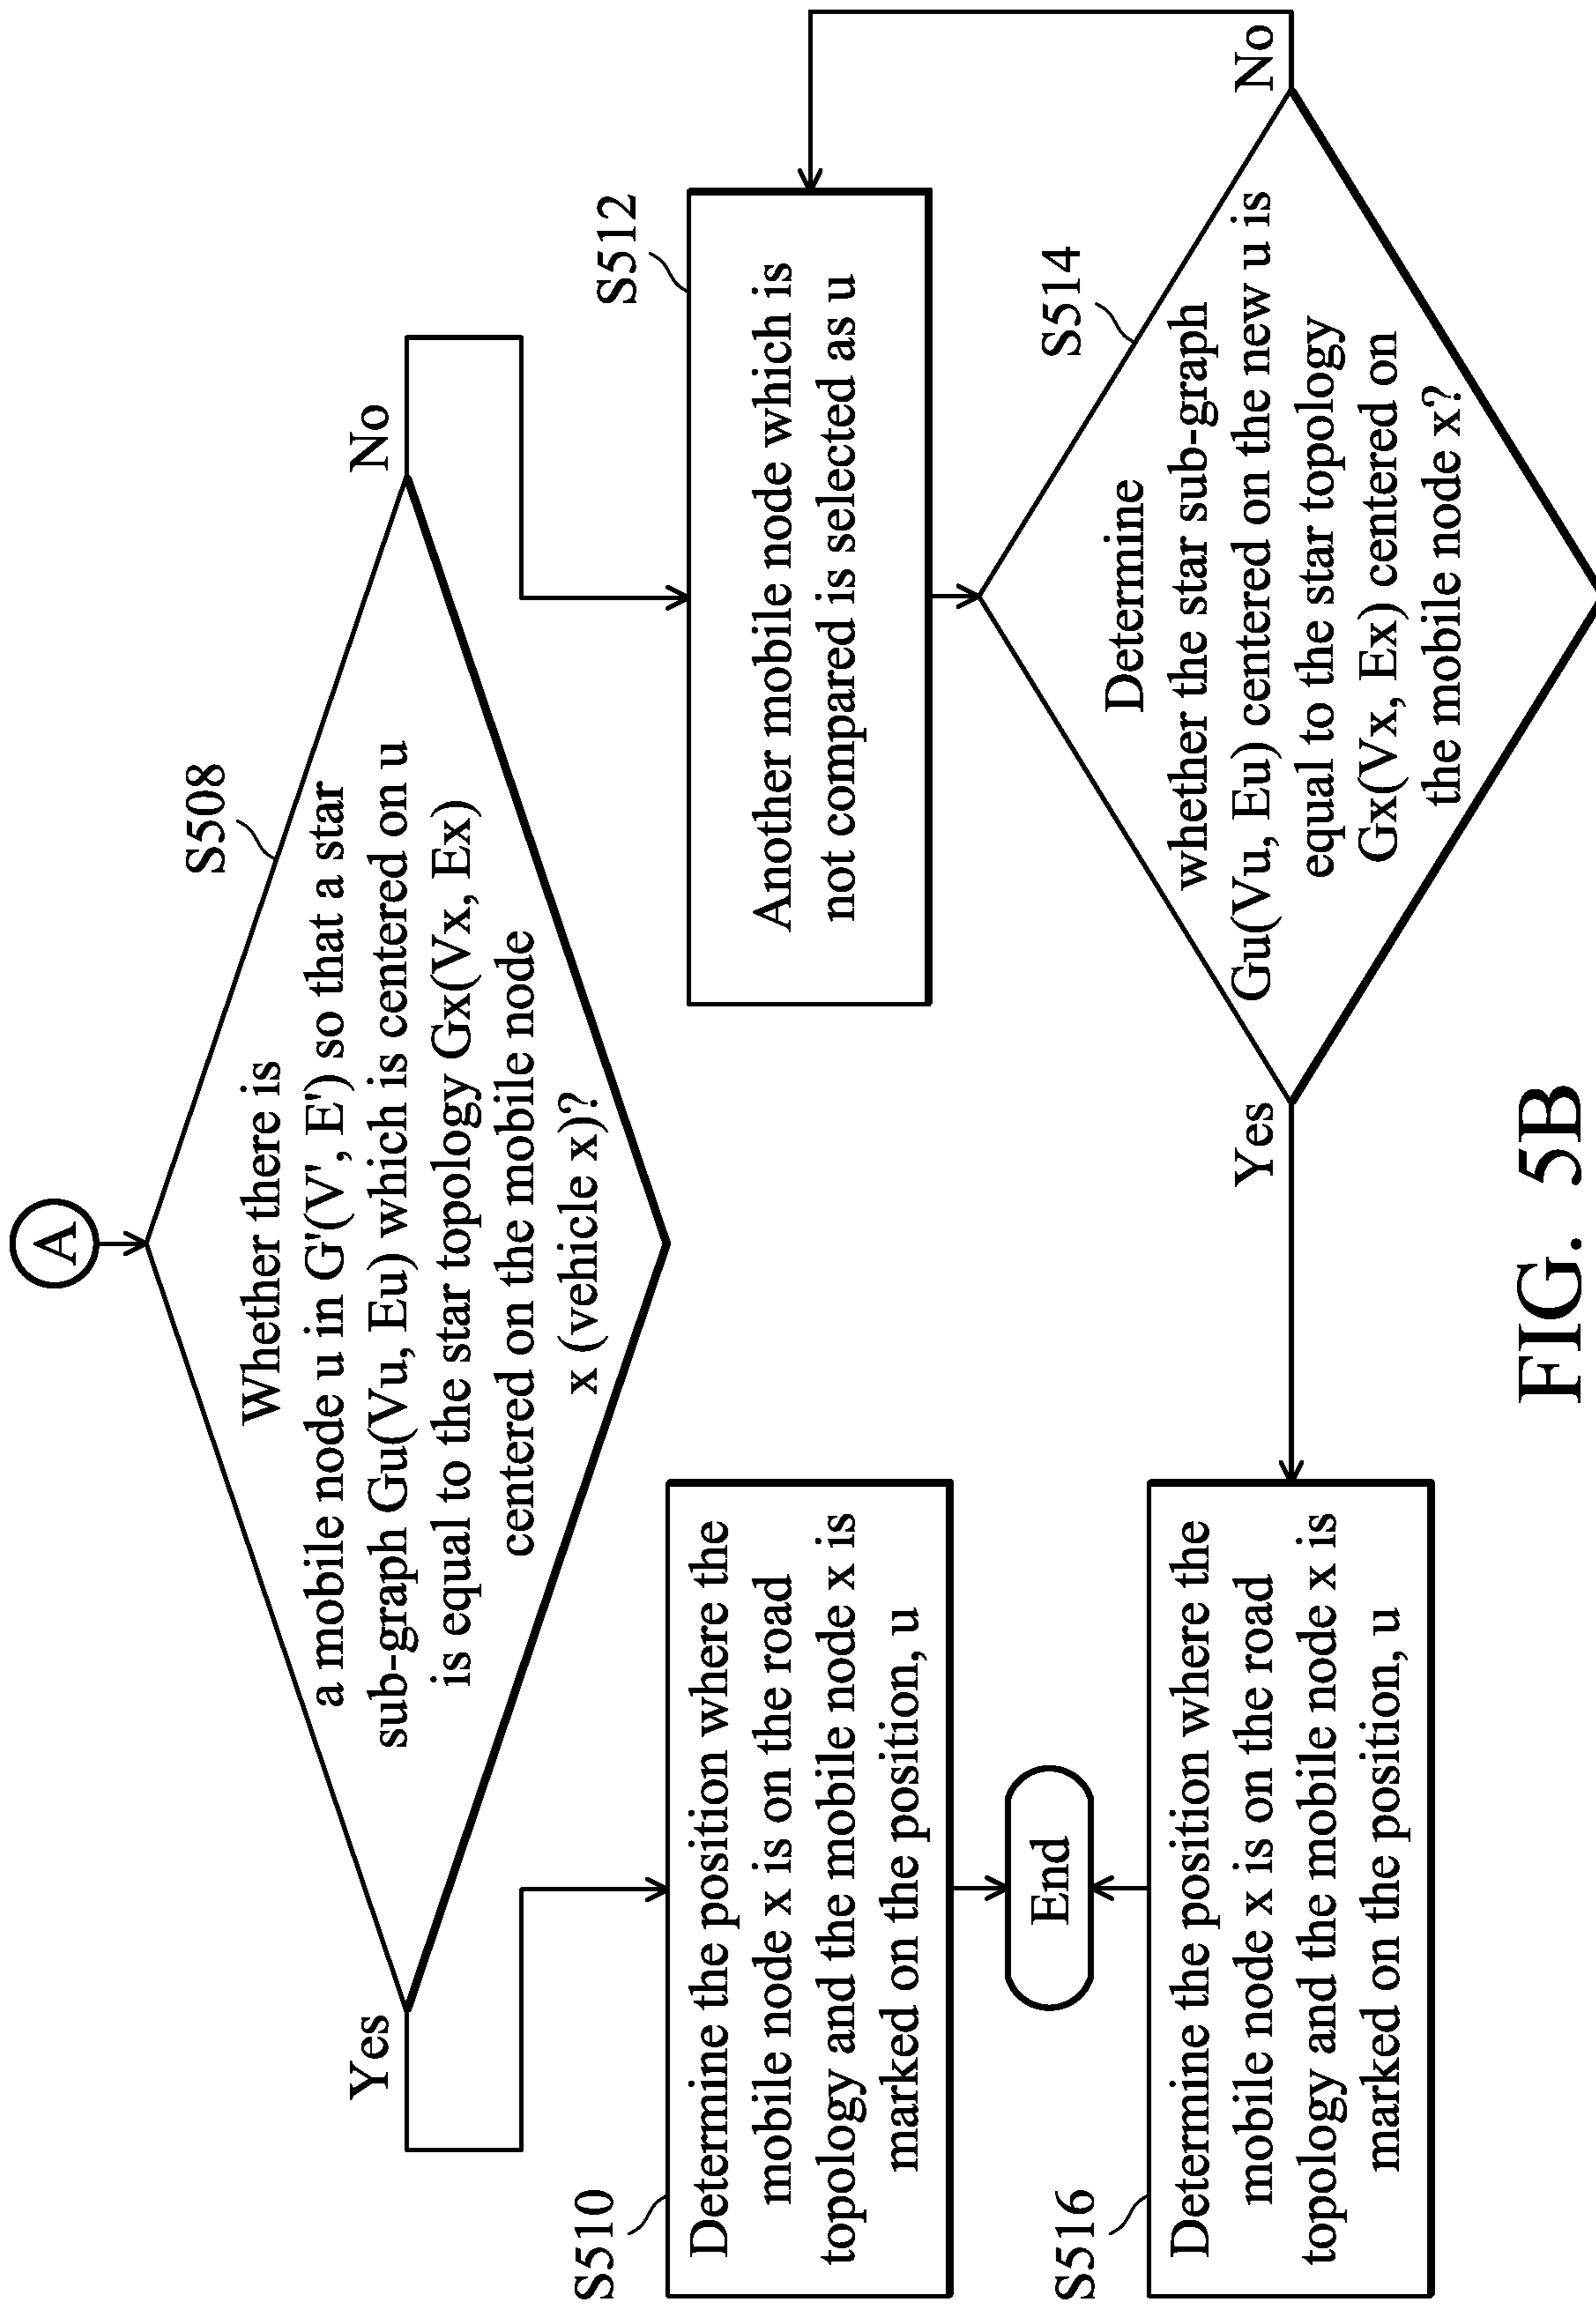 A
S508
Whether there is
a mobile node u in G'(V', E') so that a star
sub-graph Gu(Vu, Eu) which is centered on u
is equal to the star topology Gx(Vx, Ex)
centered on the mobile node
x (vehicle x)?
Yes
No
S510
Determine the position where the
mobile node x is on the road
topology and the mobile node x is
marked on the position, u
S512
Another mobile node which is
not compared is selected as u
End
S514
Determine
whether the star sub-graph
Gu(Vu, Eu) centered on the new u is
equal to the star topology
Gx(Vx, Ex) centered on
the mobile node x?
Yes
No
S516
Determine the position where the
mobile node x is on the road
topology and the mobile node x is
marked on the position, u
FIG. 5B